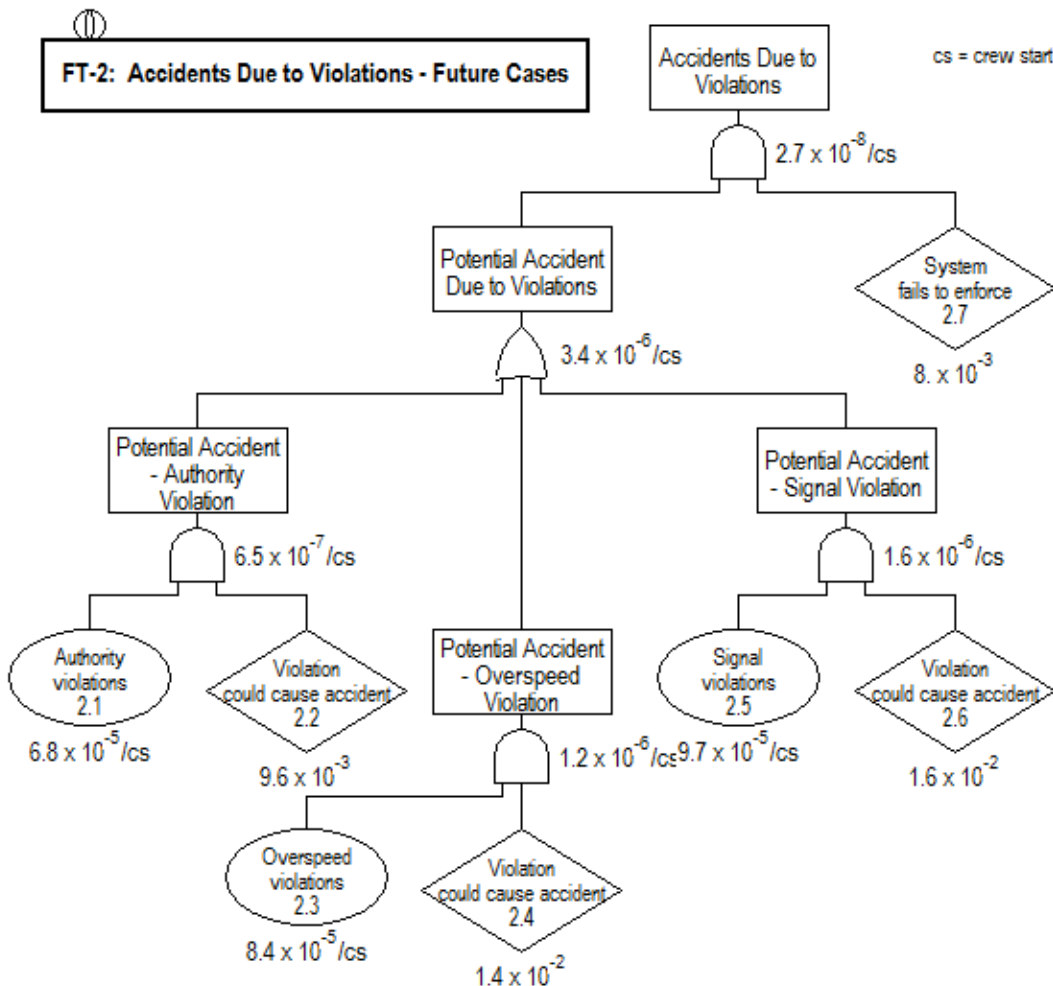 FT-2: Accidents Due to Violations - Future Cases
cs = crew start
Accidents Due to
Violations
2.7 x 10⁻⁸/cs
Potential Accident
Due to Violations
System
fails to enforce
2.7
8. x 10⁻³
3.4 x 10⁻⁶/cs
Potential Accident
- Authority
Violation
6.5 x 10⁻⁷/cs
Potential Accident
- Signal Violation
1.6 x 10⁻⁶/cs
Authority
violations
2.1
6.8 x 10⁻⁵/cs
Violation
could cause accident
2.2
9.6 x 10⁻³
Potential Accident
- Overspeed
Violation
1.2 x 10⁻⁶/cs
Signal
violations
2.5
9.7 x 10⁻⁵/cs
Violation
could cause accident
2.6
1.6 x 10⁻²
Overspeed
violations
2.3
8.4 x 10⁻⁵/cs
Violation
could cause accident
2.4
1.4 x 10⁻²